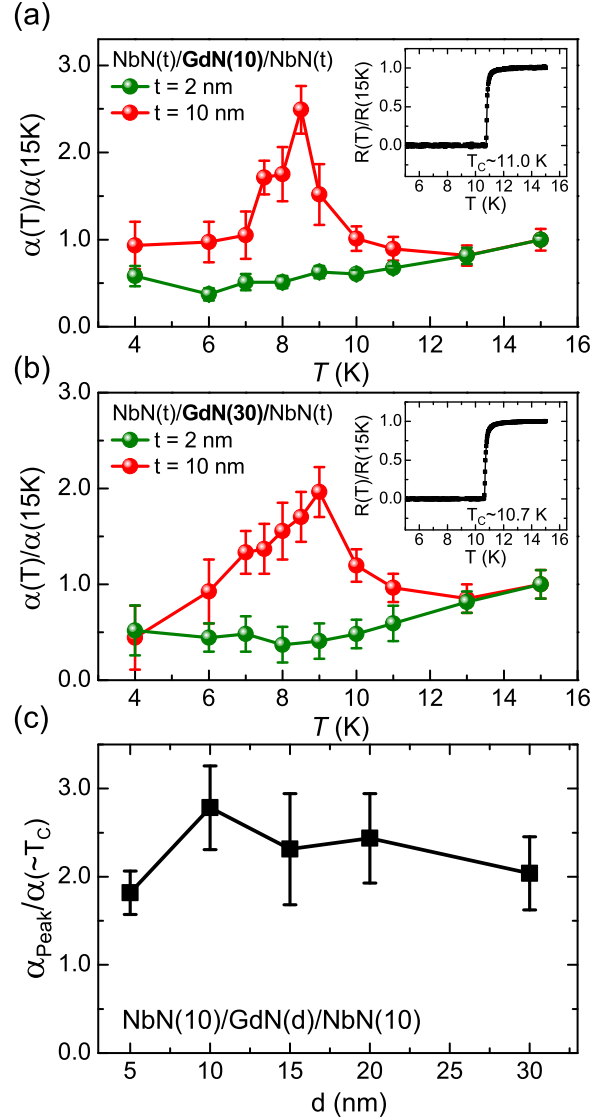 (a)
NbN(t)/GdN(10)/NbN(t)
t = 2 nm
t = 10 nm
α(T)/α(15K)
3.0
2.0
1.0
0.0
4 6 8 10 12 14 16
T (K)
R(T)/R(15K)
1.0
0.5
0.0
T_C~11.0 K
6 8 10 12 14 16
T (K)
(b)
NbN(t)/GdN(30)/NbN(t)
t = 2 nm
t = 10 nm
α(T)/α(15K)
3.0
2.0
1.0
0.0
4 6 8 10 12 14 16
T (K)
R(T)/R(15K)
1.0
0.5
0.0
T_C~10.7 K
6 8 10 12 14 16
T (K)
(c)
α_Peak/α(~T_C)
3.0
2.0
1.0
0.0
NbN(10)/GdN(d)/NbN(10)
5 10 15 20 25 30
d (nm)